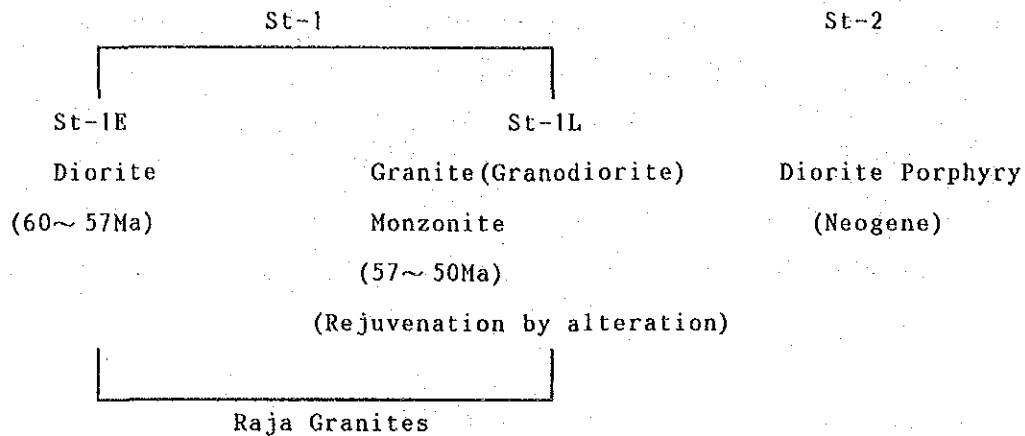 St-1 St-2
St-1E St-1L
Diorite Granite(Granodiorite) Diorite Porphyry
(60~ 57Ma) Monzonite (Neogene)
(57~ 50Ma)
(Rejuvenation by alteration)
Raja Granites